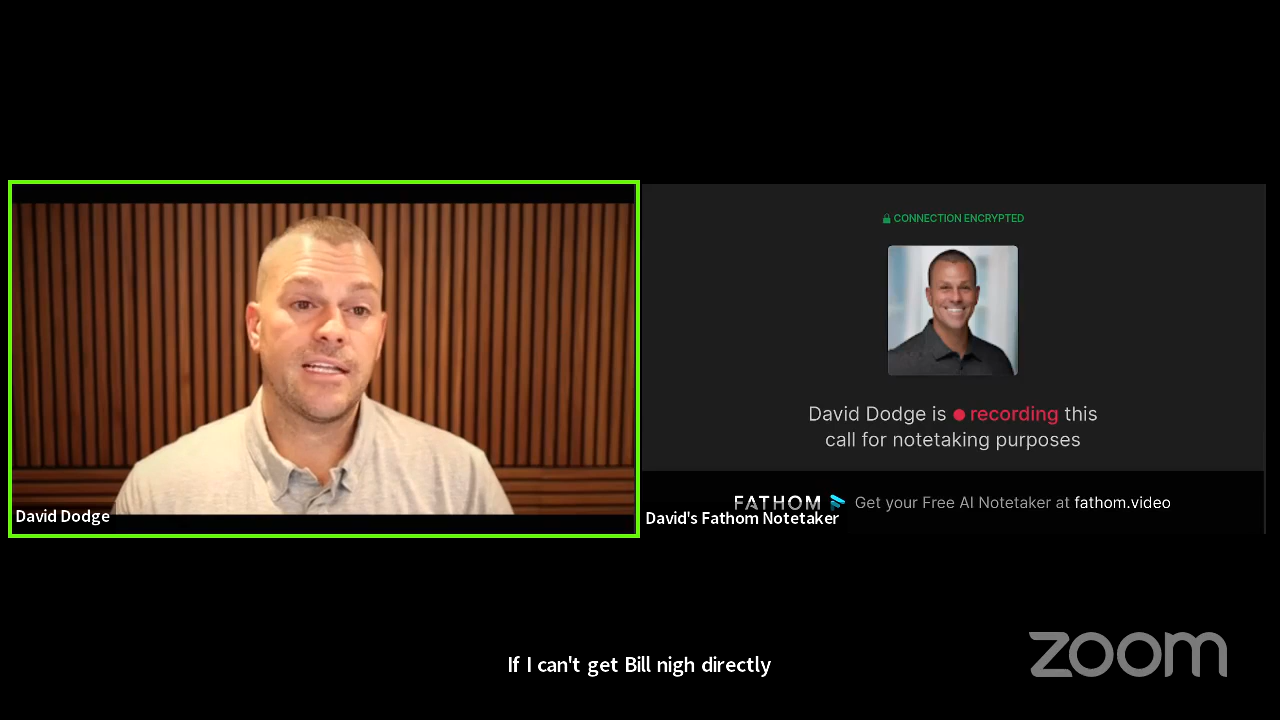 CONNECTION ENCRYPTED
David Dodge is recording this
call for notetaking purposes
FATHOM Get your Free AI Notetaker at fathom.video
David Dodge
David's Fathom Notetaker
If I can't get Bill nigh directly
zoom